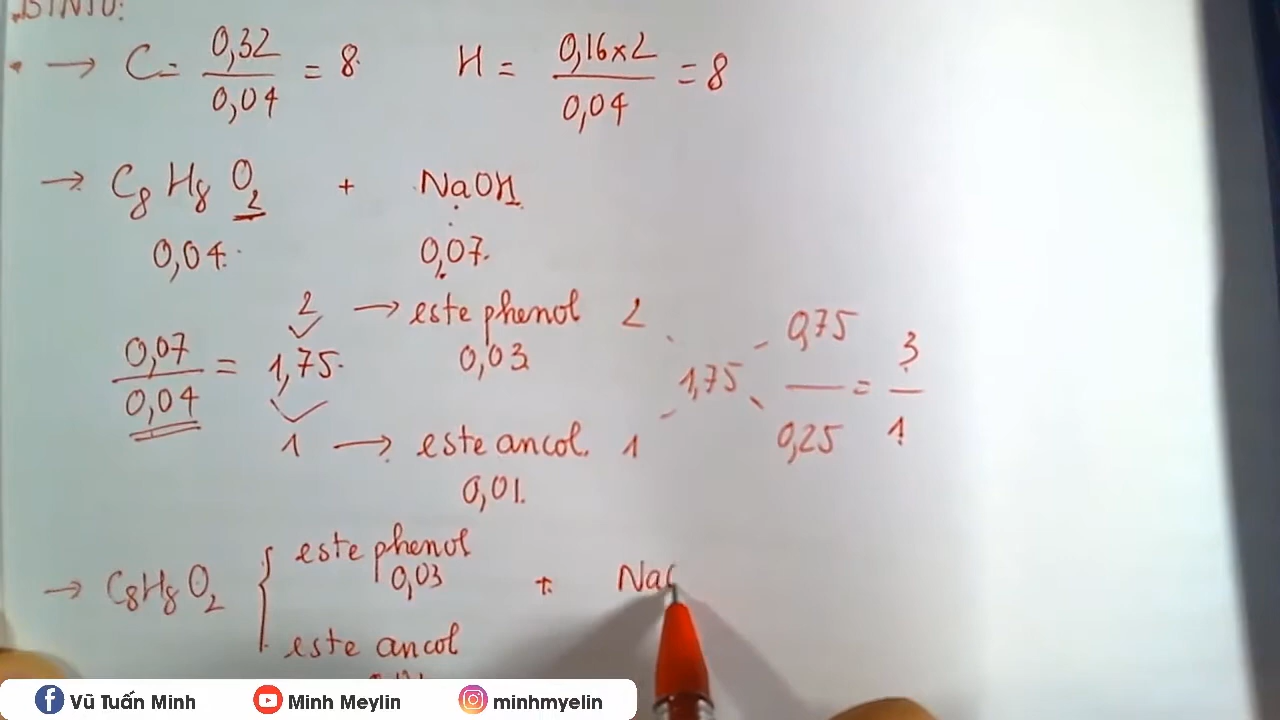 BTNTO:
→ C = 0,32 / 0,04 = 8 H = 0,16x2 / 0,04 = 8
→ C8H8O2 + NaOH
0,04 0,07
2 → este phenol 2
0,03
0,07 / 0,04 = 1,75 1,75 0,75 / 0,25 = 3 / 1
1 → este ancol 1
0,01
→ C8H8O2 { este phenol 0,03 + Na
este ancol
Vũ Tuấn Minh Minh Meylin minhmyelin